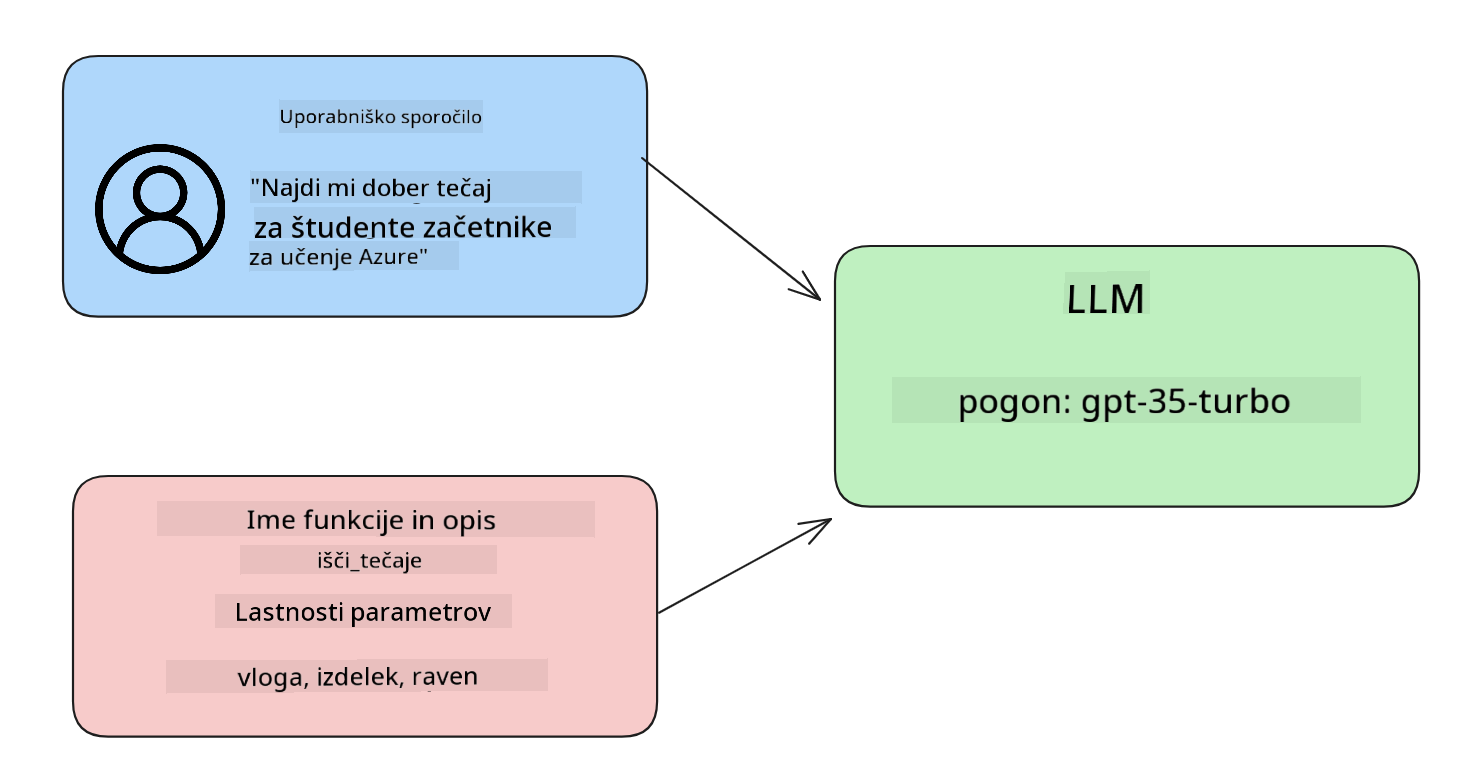 Uporabniško sporočilo
"Najdi mi dober tečaj
za študente začetnike
za učenje Azure"
LLM
pogon: gpt-35-turbo
Ime funkcije in opis
išči_tečaje
Lastnosti parametrov
vloga, izdelek, raven